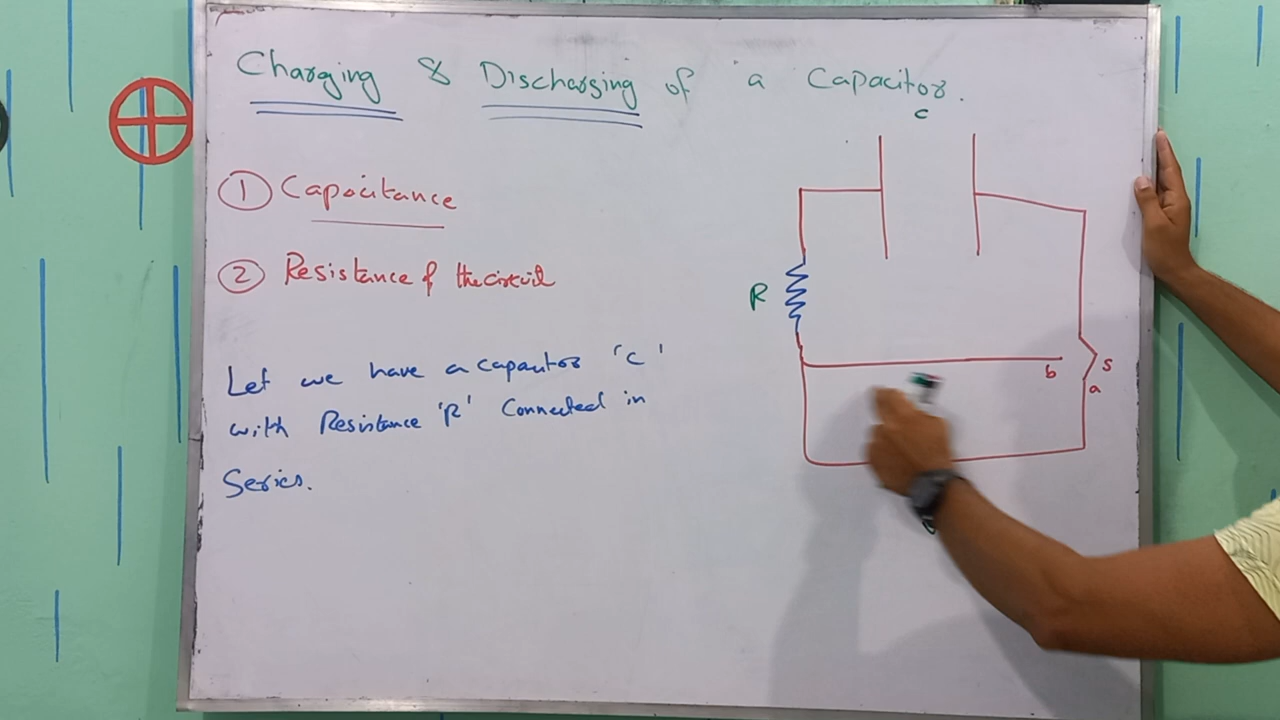 Charging & Discharging of a Capacitor.
① Capacitance
② Resistance of the circuit
Let we have a capacitor 'c'
with Resistance 'R' Connected in
Series.
C
R
b
S
a